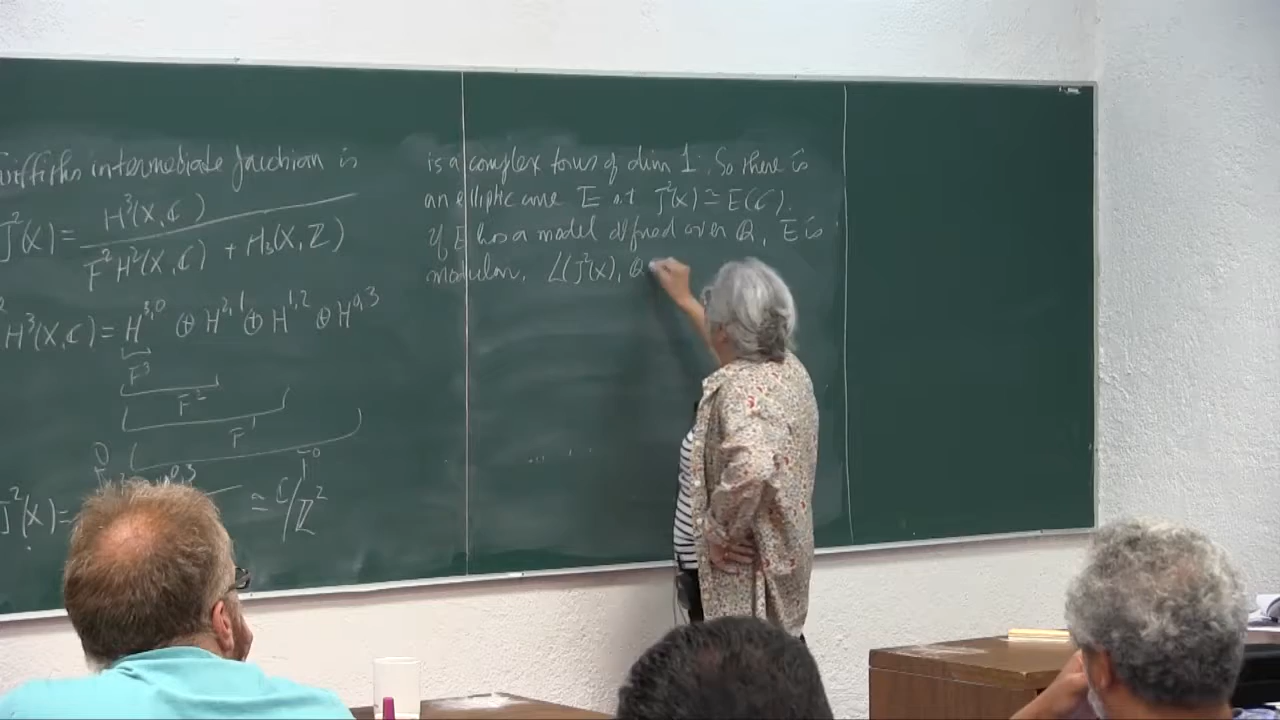 Griffiths intermediate Jacobian is
J²(X) = H³(X,ℂ) / F²H²(X,ℂ) + H₃(X,ℤ)
H³(X,ℂ) = H^{3,0} ⊕ H^{2,1} ⊕ H^{1,2} ⊕ H^{0,3}
F³
F²
F¹
F⁰
J²(X) = ≃ ℂ/ℤ²
is a complex torus of dim 1. So there is
an elliptic curve E st J²(X) ≃ E(ℂ).
If E has a model defined over ℚ, E is
modular. L(J²(X), ℚ